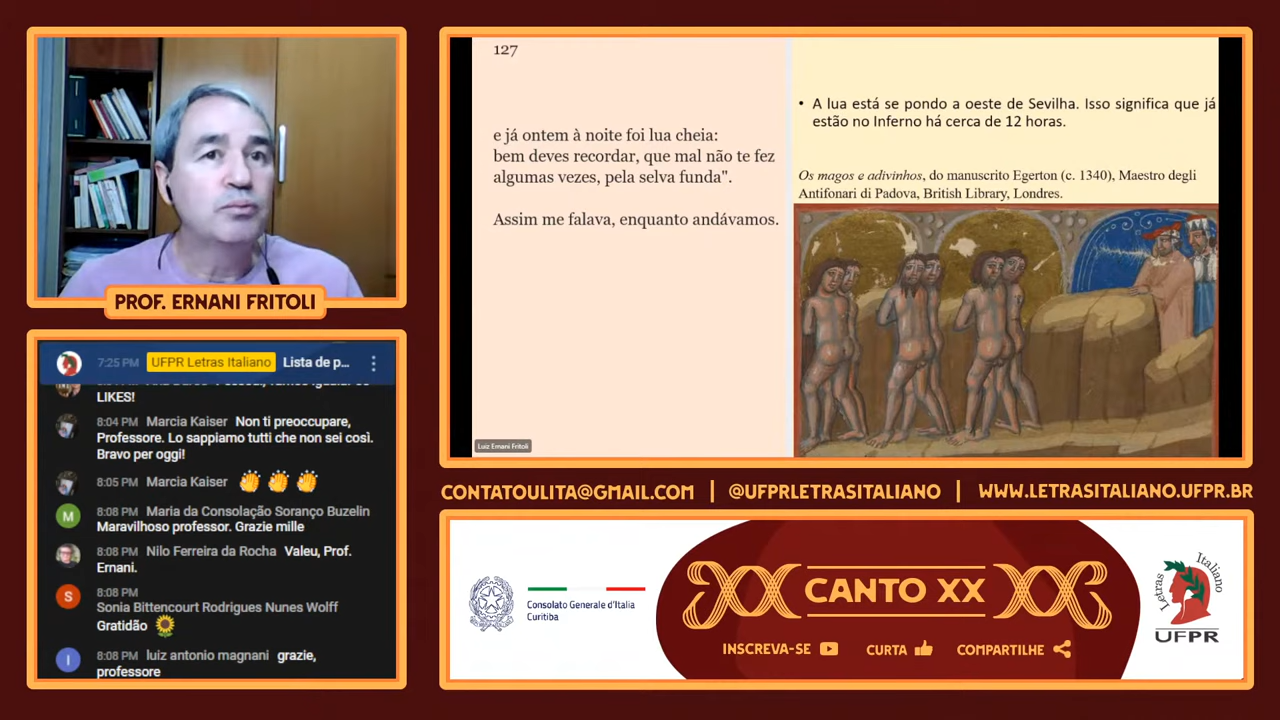 PROF. ERNANI FRITOLI
7:25 PM UFPR Letras Italiano Lista de p...
LIKES!
8:04 PM Marcia Kaiser Non ti preoccupare,
Professore. Lo sappiamo tutti che non sei così.
Bravo per oggi!
8:05 PM Marcia Kaiser 👏 👏 👏
M
8:08 PM Maria da Consolação Soranço Buzelin
Maravilhoso professor. Grazie mille
8:08 PM Nilo Ferreira da Rocha Valeu, Prof.
Ernani.
S
8:08 PM
Sonia Bittencourt Rodrigues Nunes Wolff
Gratidão 🌻
I
8:08 PM luiz antonio magnani grazie,
professore
127
e já ontem à noite foi lua cheia:
bem deves recordar, que mal não te fez
algumas vezes, pela selva funda".
Assim me falava, enquanto andávamos.
Luiz Ernani Fritoli
• A lua está se pondo a oeste de Sevilha. Isso significa que já
estão no Inferno há cerca de 12 horas.
Os magos e adivinhos, do manuscrito Egerton (c. 1340), Maestro degli
Antifonari di Padova, British Library, Londres.
CONTATOULITA@GMAIL.COM | @UFPRLETRASITALIANO | WWW.LETRASITALIANO.UFPR.BR
Consolato Generale d'Italia
Curitiba
XX CANTO XX XX
INSCREVA-SE CURTA COMPARTILHE
Letras Italiano
UFPR